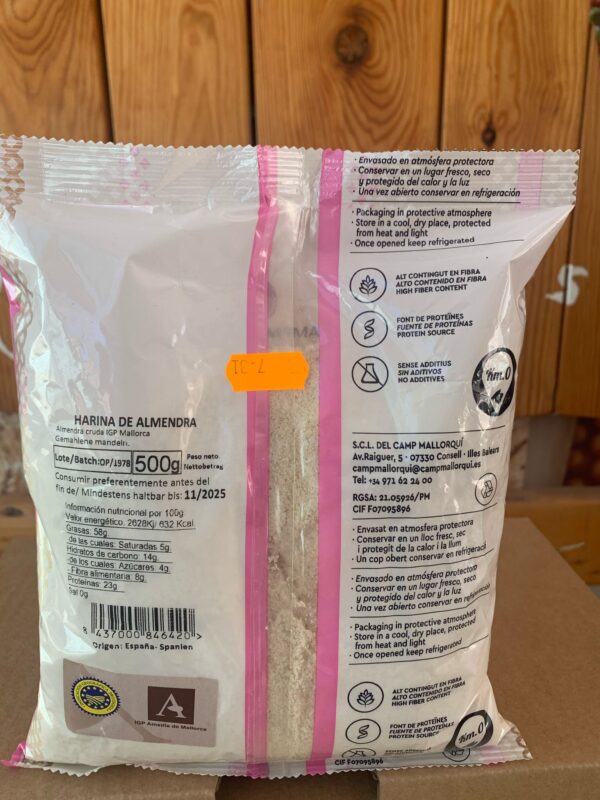 HARINA DE ALMENDRA
Almendra cruda IGP Mallorca
Gemahlene mandeln.
Lote/Batch:OP/1978 500g Peso neto
Nettobetrag
Consumir preferentemente antes del
fin de/ Mindestens haltbar bis: 11/2025
Información nutricional por 100g
Valor energético. 2628Kj/ 632 Kcal
Grasas: 58g
de las cuales: Saturadas 5g
Hidratos de carbono: 14g
de los cuales: Azúcares: 4g
Fibra alimentaria: 8g
Proteínas: 23g
Sal 0g
8 437000 846420 >
Origen: España- Spanien
IGP Ametlla de Mallorca
7.31
· Envasado en atmósfera protectora
· Conservar en un lugar fresco, seco
y protegido del calor y la luz
· Una vez abierto conservar en refrigeración
· Packaging in protective atmosphere
· Store in a cool, dry place, protected
from heat and light
· Once opened keep refrigerated
ALT CONTINGUT EN FIBRA
ALTO CONTENIDO EN FIBRA
HIGH FIBER CONTENT
FONT DE PROTEÏNES
FUENTE DE PROTEÍNAS
PROTEIN SOURCE
SENSE ADDITIUS
SIN ADITIVOS
NO ADDITIVES
Km.0
S.C.L. DEL CAMP MALLORQUÍ
Av.Raiguer, 5 · 07330 Consell · Illes Balears
campmallorqui@campmallorqui.es
Tel: +34 971 62 24 00
RGSA: 21.05926/PM
CIF F07095896
· Envasat en atmosfera protectora
· Conservar en un lloc fresc, sec
i protegit de la calor i la llum
· Un cop obert conservar en refrigeració
· Envasado en atmósfera protectora
· Conservar en un lugar fresco, seco
y protegido del calor y la luz
· Una vez abierto conservar en refrigeración
· Packaging in protective atmosphere
· Store in a cool, dry place, protected
from heat and light
· Once opened keep refrigerated
ALT CONTINGUT EN FIBRA
ALTO CONTENIDO EN FIBRA
HIGH FIBER CONTENT
FONT DE PROTEÏNES
FUENTE DE PROTEÍNAS
PROTEIN SOURCE
Km.0
CIF F07095896